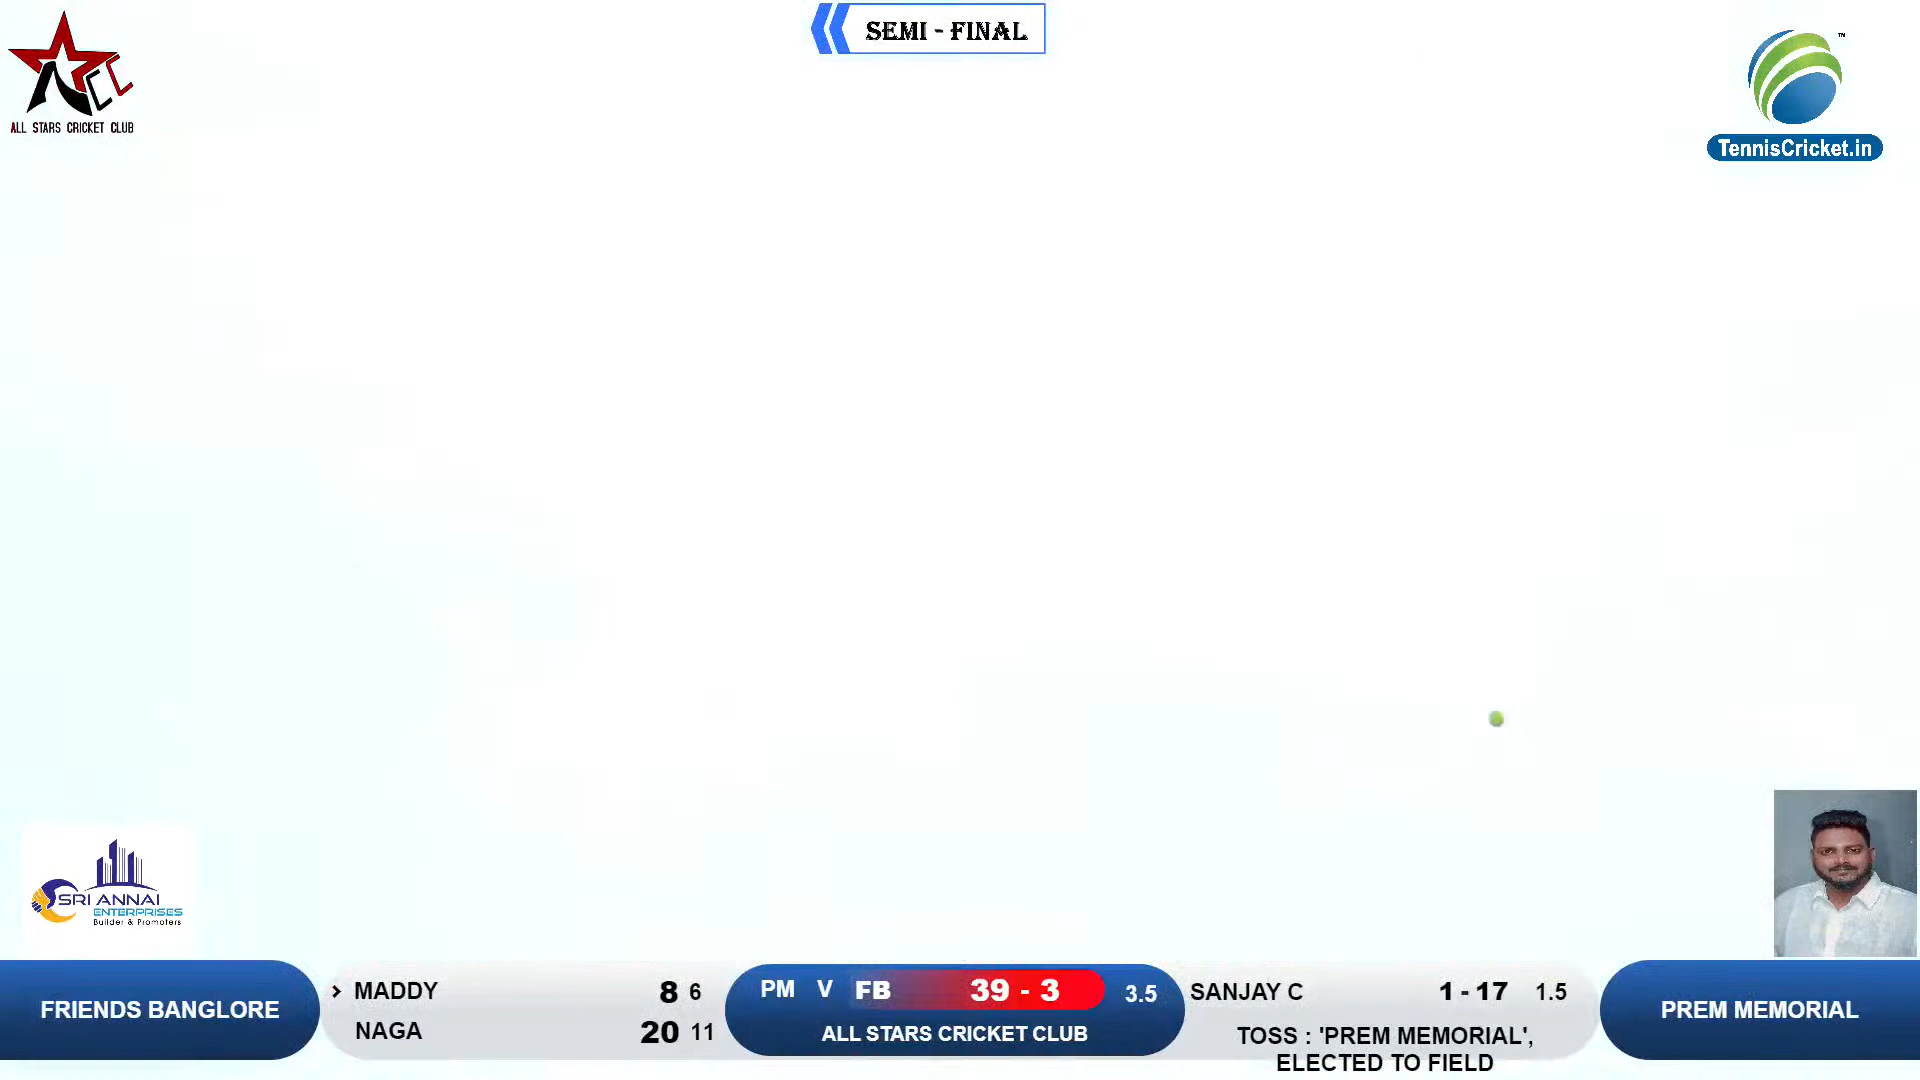 SEMI - FINAL
ALL STARS CRICKET CLUB
TennisCricket.in
™
SRI ANNAI
ENTERPRISES
Builder & Promoters
FRIENDS BANGLORE
> MADDY 8 6
NAGA 20 11
PM V FB 39 - 3 3.5
ALL STARS CRICKET CLUB
SANJAY C 1 - 17 1.5
TOSS : 'PREM MEMORIAL',
ELECTED TO FIELD
PREM MEMORIAL